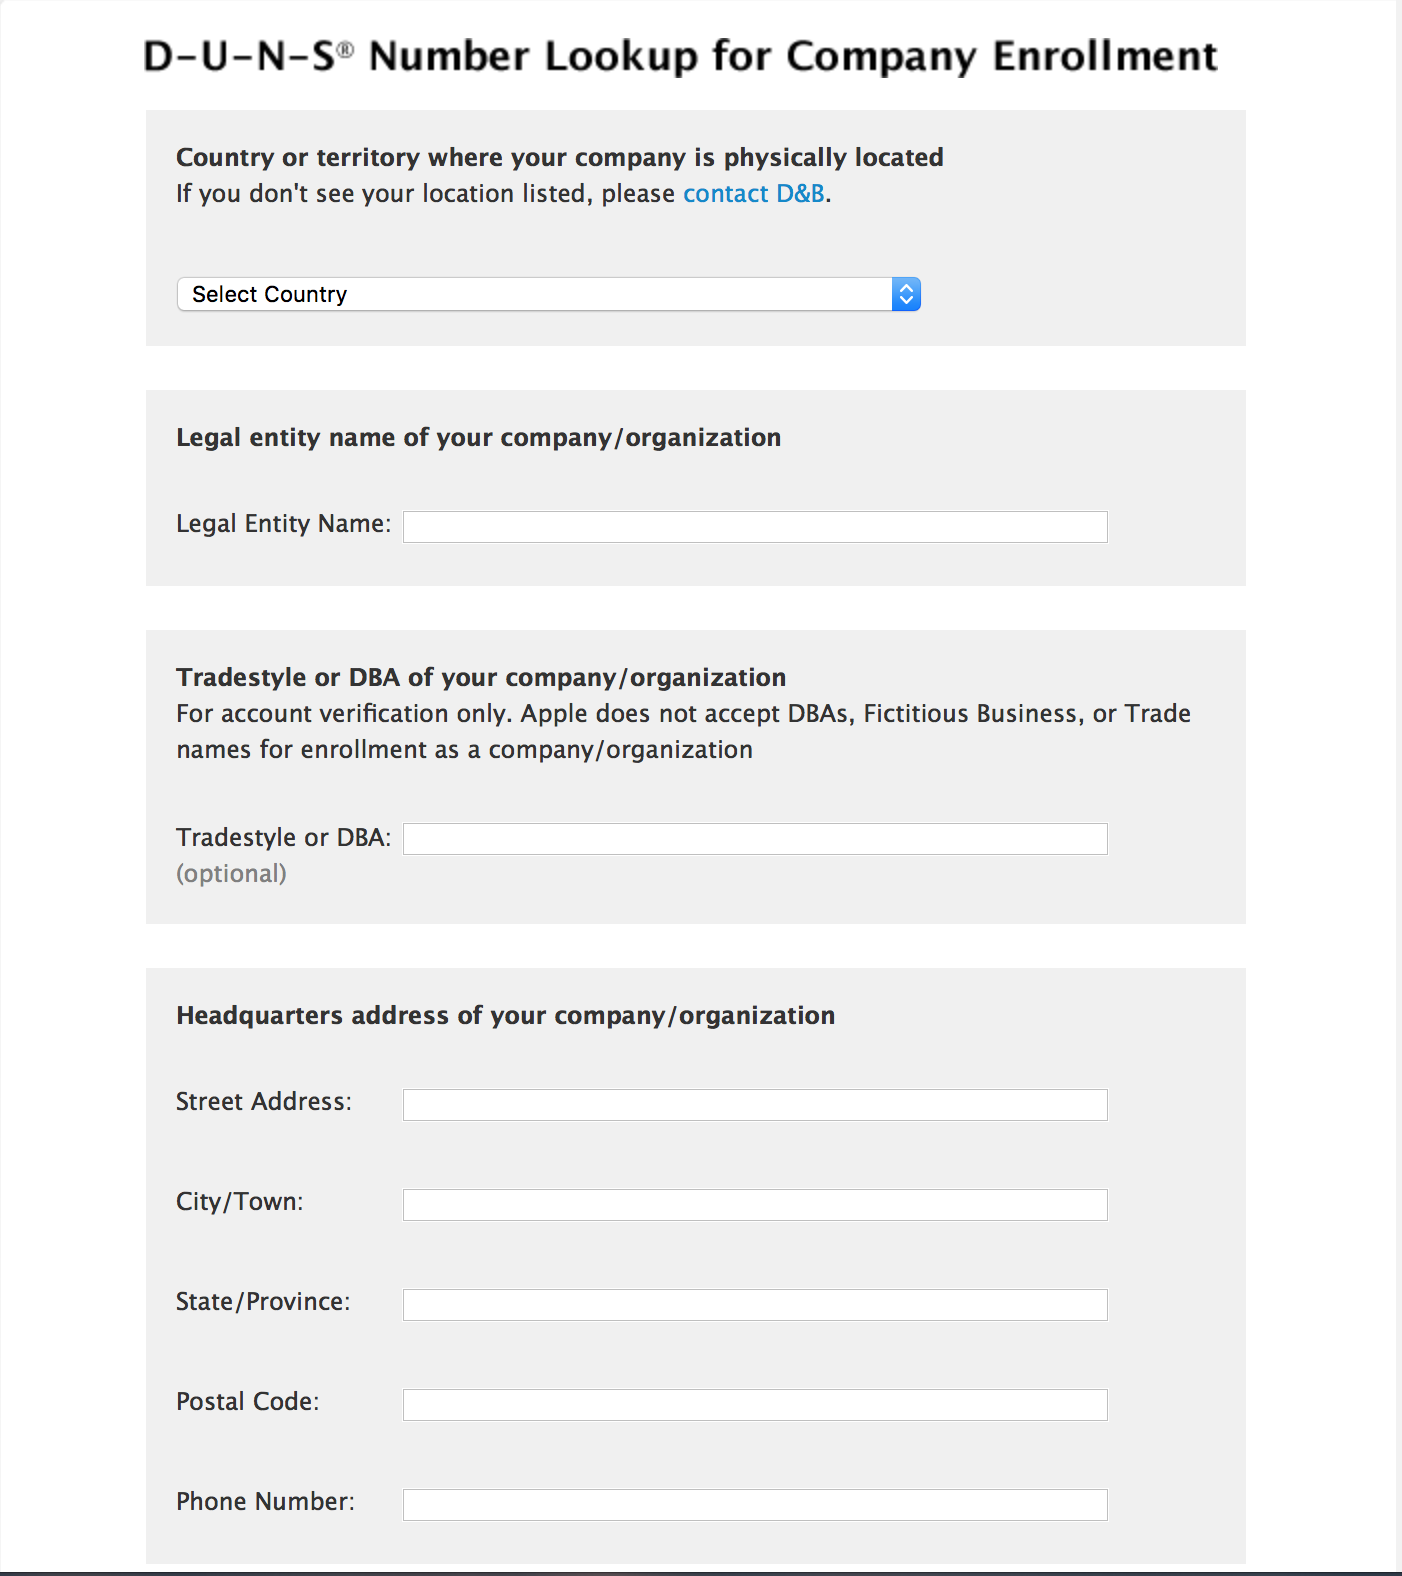 D-U-N-S® Number Lookup for Company Enrollment
Country or territory where your company is physically located
If you don't see your location listed, please contact D&B.
Select Country
Legal entity name of your company/organization
Legal Entity Name:
Tradestyle or DBA of your company/organization
For account verification only. Apple does not accept DBAs, Fictitious Business, or Trade
names for enrollment as a company/organization
Tradestyle or DBA:
(optional)
Headquarters address of your company/organization
Street Address:
City/Town:
State/Province:
Postal Code:
Phone Number: